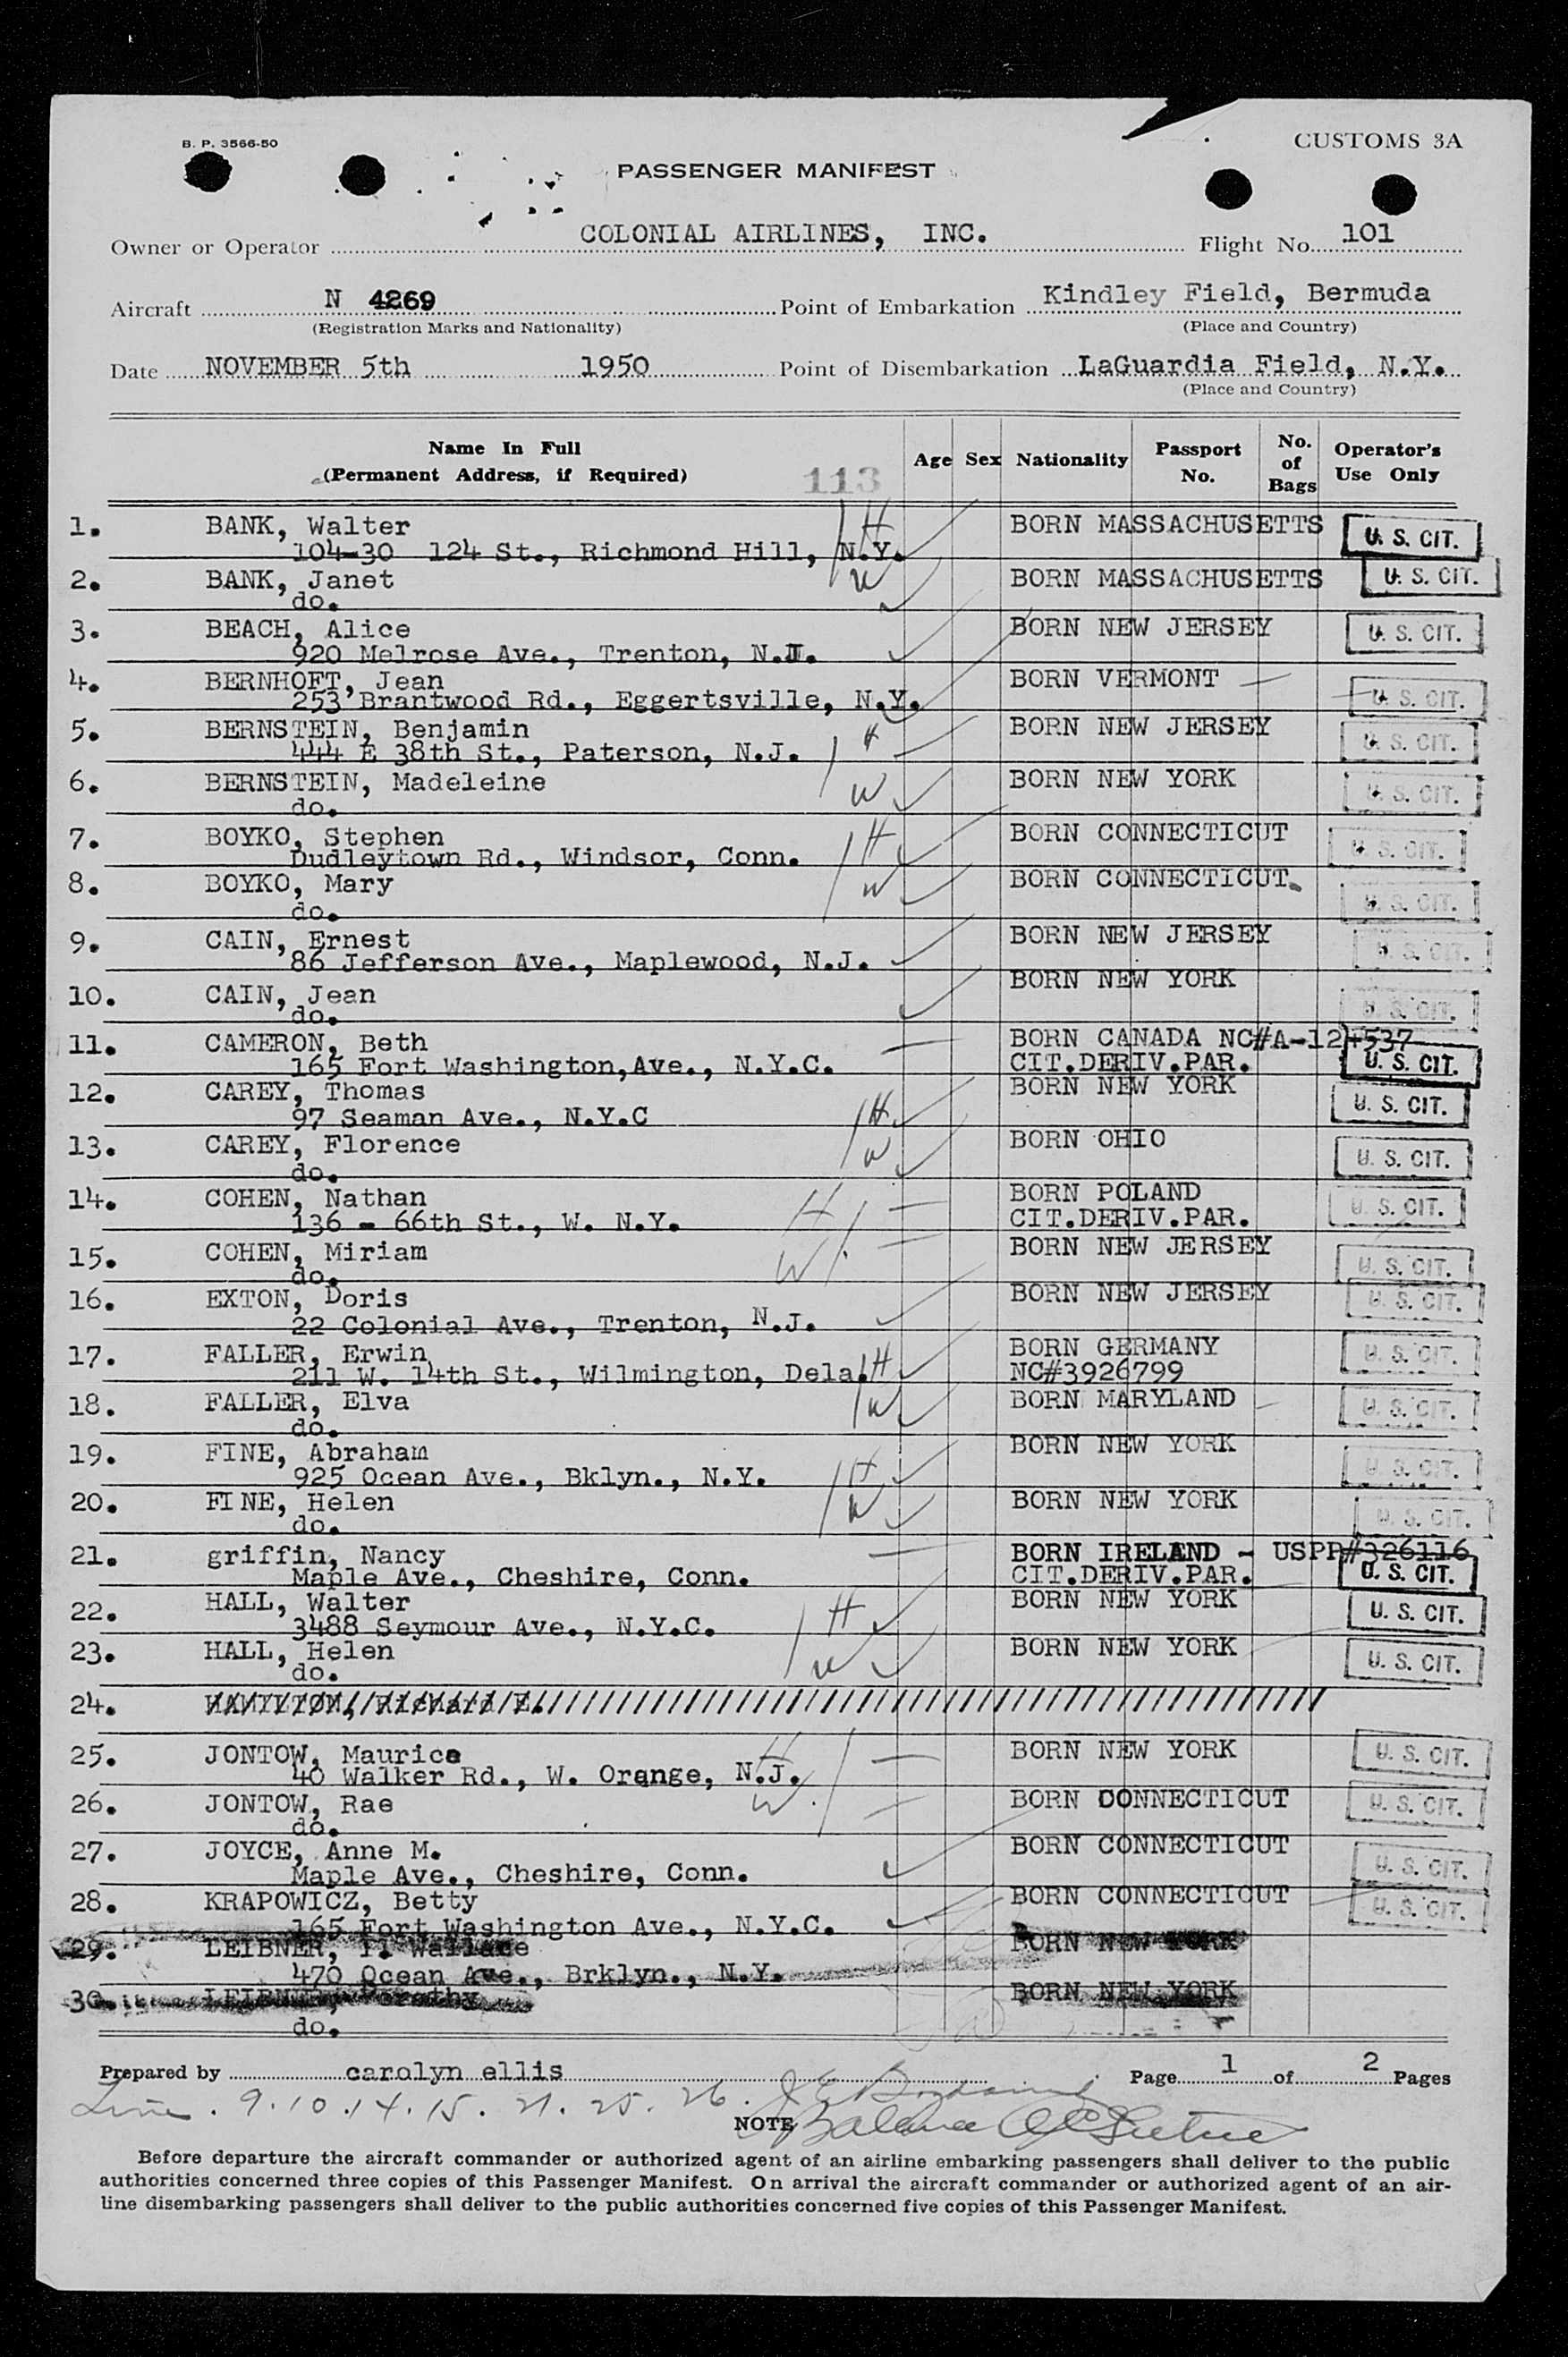 B. P. 3566-50
CUSTOMS 3A
PASSENGER MANIFEST
Owner or Operator COLONIAL AIRLINES, INC. Flight No. 101
Aircraft N 4269 Point of Embarkation Kindley Field, Bermuda
(Registration Marks and Nationality) (Place and Country)
Date NOVEMBER 5th 1950 Point of Disembarkation LaGuardia Field, N.Y.
(Place and Country)
Name In Full
(Permanent Address, if Required) 113 Age Sex Nationality Passport No. No. of Bags Operator's Use Only
1. BANK, Walter H BORN MASSACHUSETTS U. S. CIT.
104-30 124 St., Richmond Hill, N.Y.
2. BANK, Janet W BORN MASSACHUSETTS U. S. CIT.
do.
3. BEACH, Alice BORN NEW JERSEY U. S. CIT.
920 Melrose Ave., Trenton, N.J.
4. BERNHOFT, Jean BORN VERMONT U. S. CIT.
253 Brantwood Rd., Eggertsville, N.Y.
5. BERNSTEIN, Benjamin H BORN NEW JERSEY U. S. CIT.
444 E 38th St., Paterson, N.J.
6. BERNSTEIN, Madeleine W BORN NEW YORK U. S. CIT.
do.
7. BOYKO, Stephen H BORN CONNECTICUT U. S. CIT.
Dudleytown Rd., Windsor, Conn.
8. BOYKO, Mary W BORN CONNECTICUT. U. S. CIT.
do.
9. CAIN, Ernest BORN NEW JERSEY U. S. CIT.
86 Jefferson Ave., Maplewood, N.J.
10. CAIN, Jean BORN NEW YORK U. S. CIT.
do.
11. CAMERON, Beth BORN CANADA NC#A-124537
165 Fort Washington,Ave., N.Y.C. CIT.DERIV.PAR. U. S. CIT.
12. CAREY, Thomas H BORN NEW YORK U. S. CIT.
97 Seaman Ave., N.Y.C
13. CAREY, Florence W BORN OHIO U. S. CIT.
do.
14. COHEN, Nathan H BORN POLAND U. S. CIT.
136 - 66th St., W. N.Y. CIT.DERIV.PAR.
15. COHEN, Miriam W BORN NEW JERSEY U. S. CIT.
do.
16. EXTON, Doris BORN NEW JERSEY U. S. CIT.
22 Colonial Ave., Trenton, N.J.
17. FALLER, Erwin H BORN GERMANY U. S. CIT.
211 W. 14th St., Wilmington, Dela. NC#3926799
18. FALLER, Elva W BORN MARYLAND U. S. CIT.
do.
19. FINE, Abraham H BORN NEW YORK U. S. CIT.
925 Ocean Ave., Bklyn., N.Y.
20. FINE, Helen W BORN NEW YORK U. S. CIT.
do.
21. griffin, Nancy BORN IRELAND - USPP#326116
Maple Ave., Cheshire, Conn. CIT.DERIV.PAR. U. S. CIT.
22. HALL, Walter H BORN NEW YORK U. S. CIT.
3488 Seymour Ave., N.Y.C.
23. HALL, Helen W BORN NEW YORK U. S. CIT.
do.
24. HAMILTON, Richard E.
25. JONTOW, Maurice H BORN NEW YORK U. S. CIT.
40 Walker Rd., W. Orange, N.J.
26. JONTOW, Rae W. BORN CONNECTICUT U. S. CIT.
do.
27. JOYCE, Anne M. BORN CONNECTICUT U. S. CIT.
Maple Ave., Cheshire, Conn.
28. KRAPOWICZ, Betty BORN CONNECTICUT U. S. CIT.
165 Fort Washington Ave., N.Y.C.
29. LEIBNER, Wallace BORN NEW YORK
470 Ocean Ave., Brklyn., N.Y.
30. LEIBNER, Dorothy BORN NEW YORK
do.
Prepared by carolyn ellis Page 1 of 2 Pages
Line . 9.10.14.15. 21. 25. 26.
NOTE Balance
Before departure the aircraft commander or authorized agent of an airline embarking passengers shall deliver to the public
authorities concerned three copies of this Passenger Manifest. On arrival the aircraft commander or authorized agent of an air-
line disembarking passengers shall deliver to the public authorities concerned five copies of this Passenger Manifest.